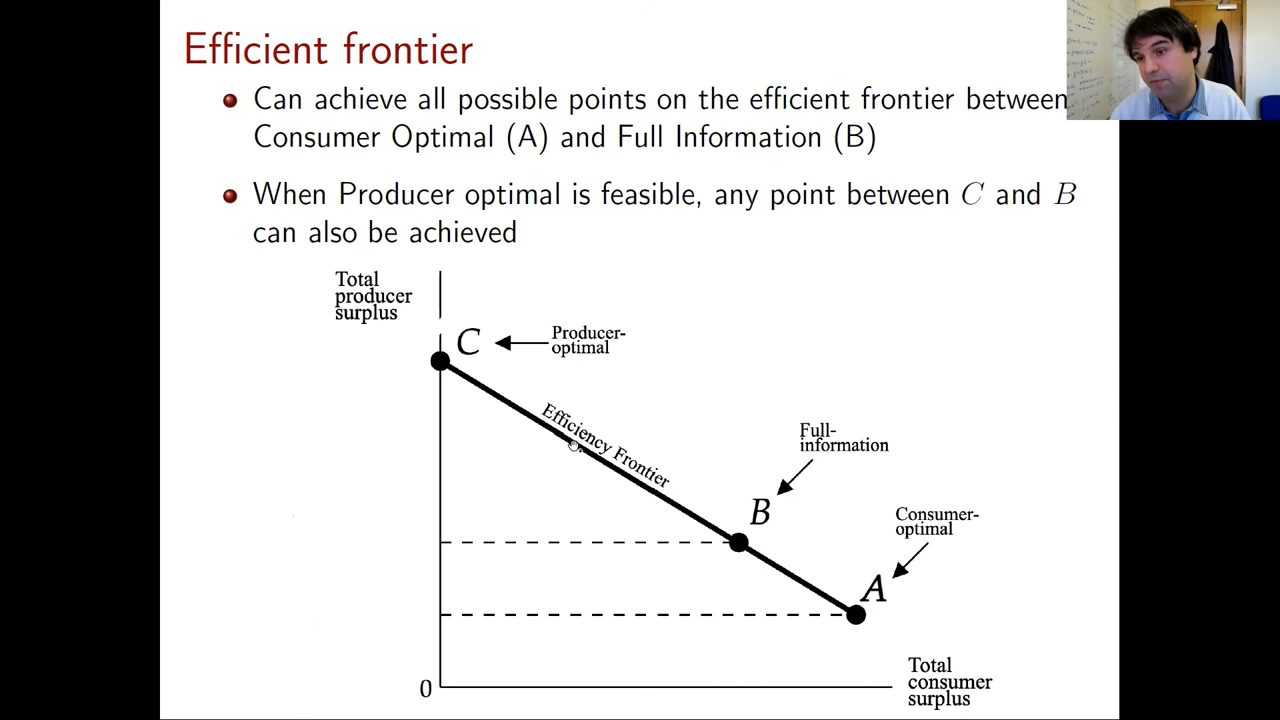 Efficient frontier
Can achieve all possible points on the efficient frontier between
Consumer Optimal (A) and Full Information (B)
When Producer optimal is feasible, any point between C and B
can also be achieved
Total
producer
surplus
C
Producer-
optimal
Efficiency Frontier
Full-
information
B
Consumer-
optimal
A
0
Total
consumer
surplus